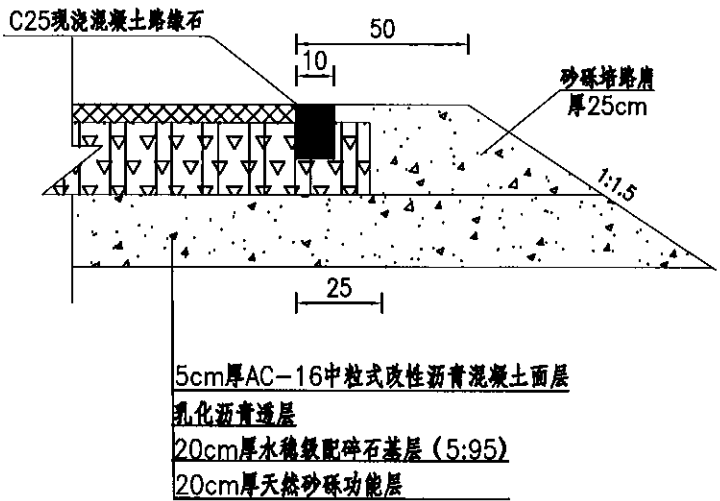 C25现浇混凝土路缘石
50
10
砂砾培路肩
厚25cm
1:1.5
25
5cm厚AC-16中粒式改性沥青混凝土面层
乳化沥青透层
20cm厚水稳级配碎石基层(5:95)
20cm厚天然砂砾功能层